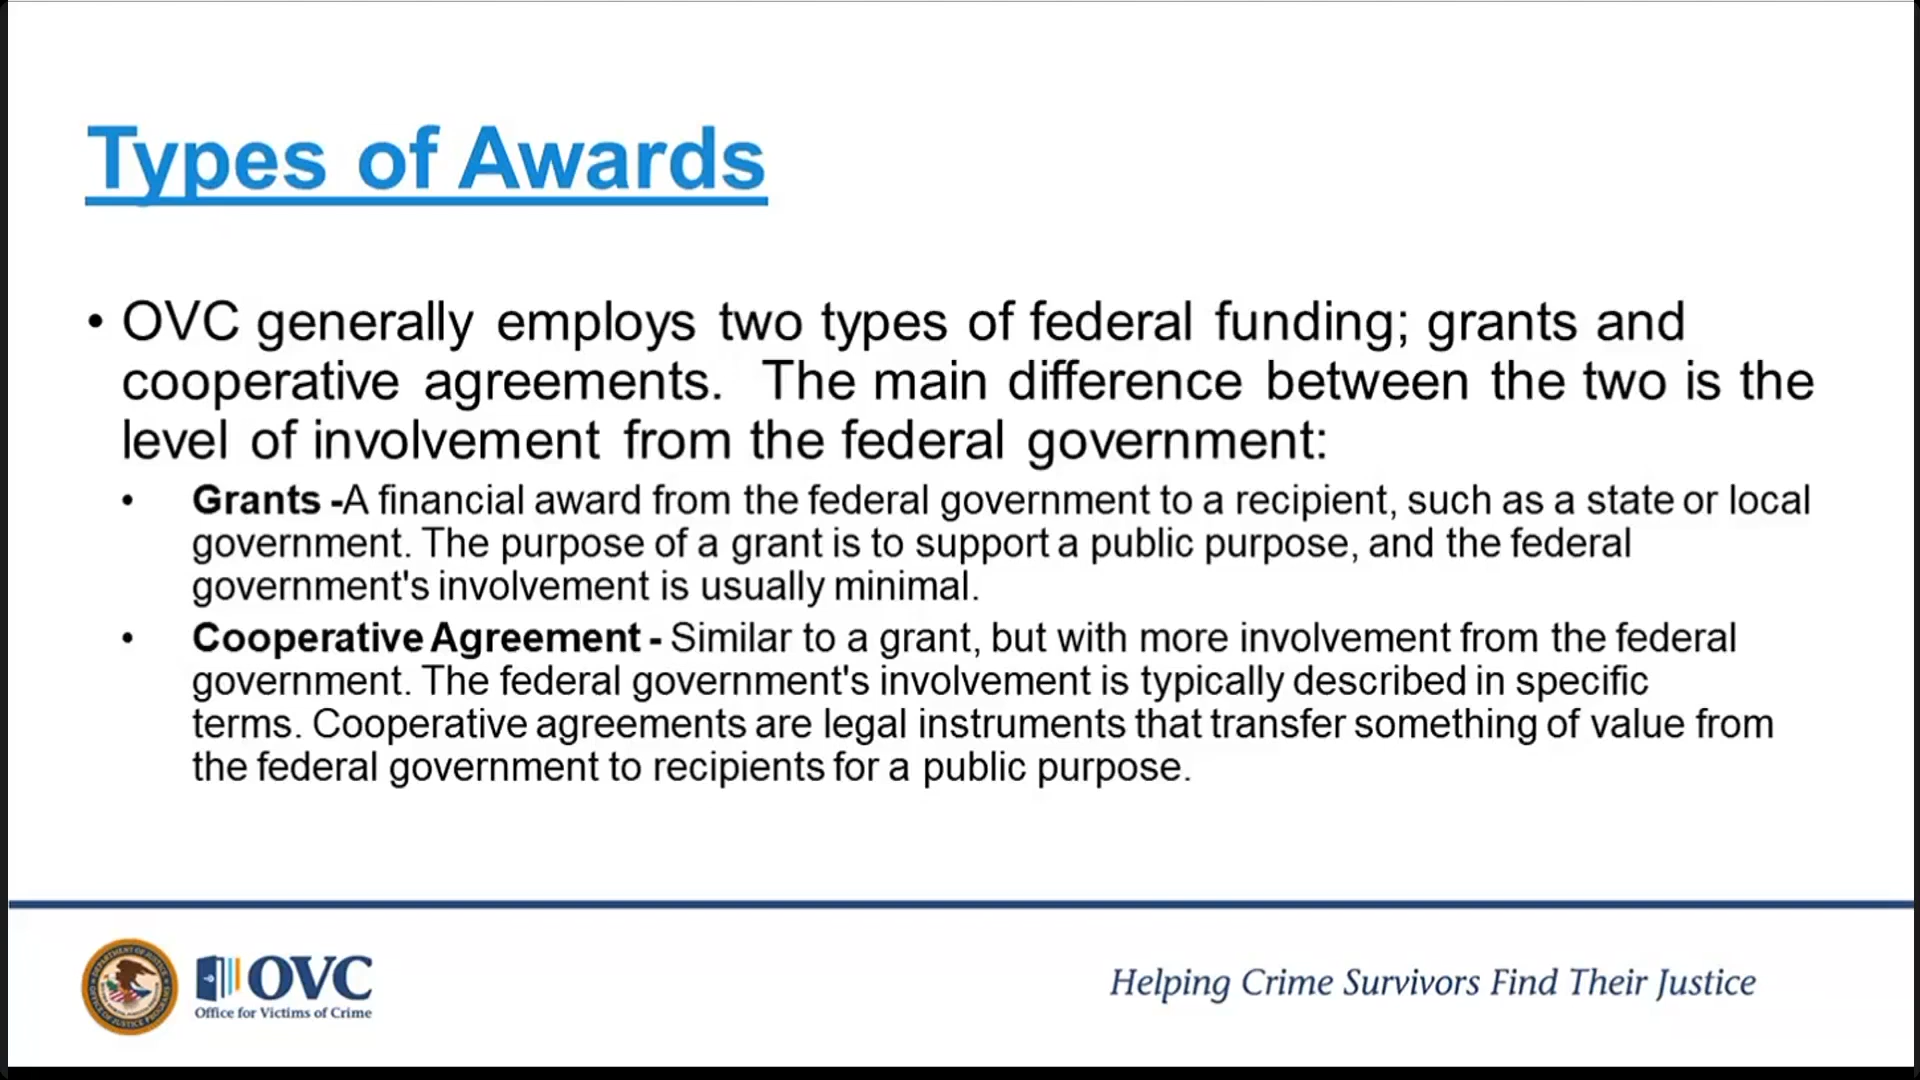 Types of Awards
• OVC generally employs two types of federal funding; grants and
cooperative agreements.  The main difference between the two is the
level of involvement from the federal government:
• Grants -A financial award from the federal government to a recipient, such as a state or local
government. The purpose of a grant is to support a public purpose, and the federal
government's involvement is usually minimal.
• Cooperative Agreement - Similar to a grant, but with more involvement from the federal
government. The federal government's involvement is typically described in specific
terms. Cooperative agreements are legal instruments that transfer something of value from
the federal government to recipients for a public purpose.
OVC
Office for Victims of Crime
Helping Crime Survivors Find Their Justice